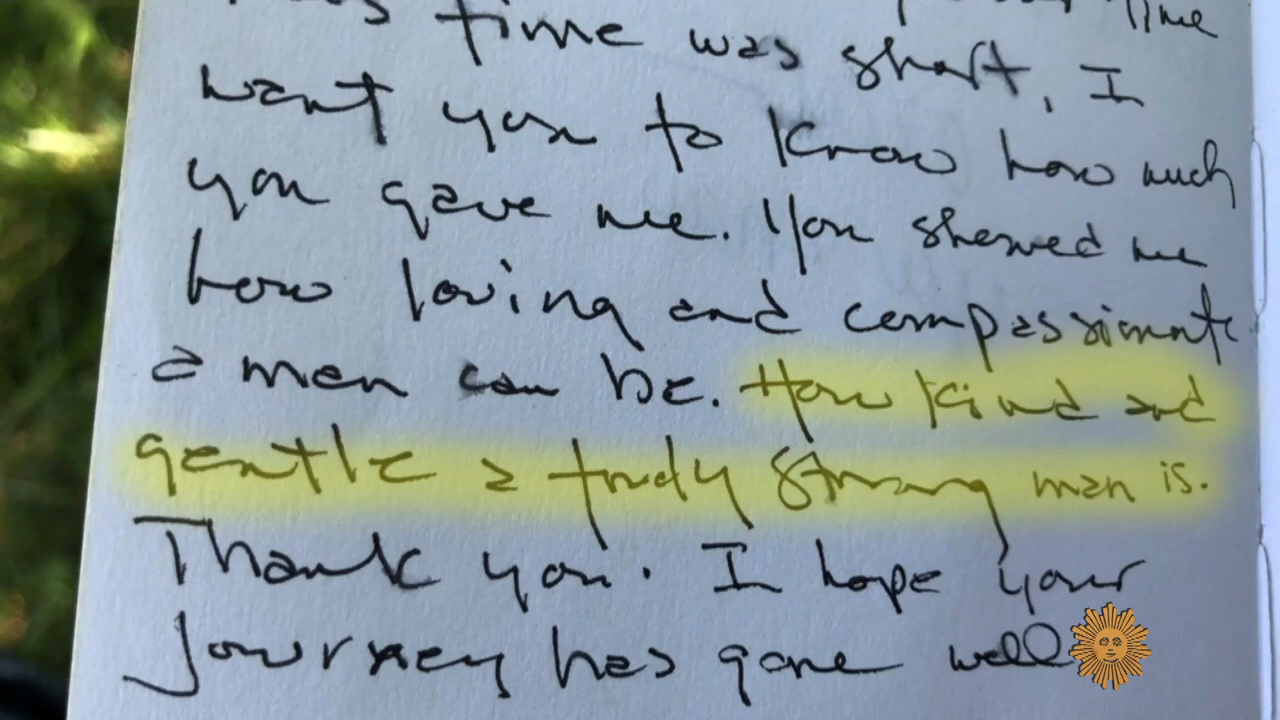 time was short, I time
want you to know how much
you gave me. You showed me
how loving and compassionate
a man can be. How kind and
gentle a truly strong man is.
Thank you. I hope your
journey has gone well